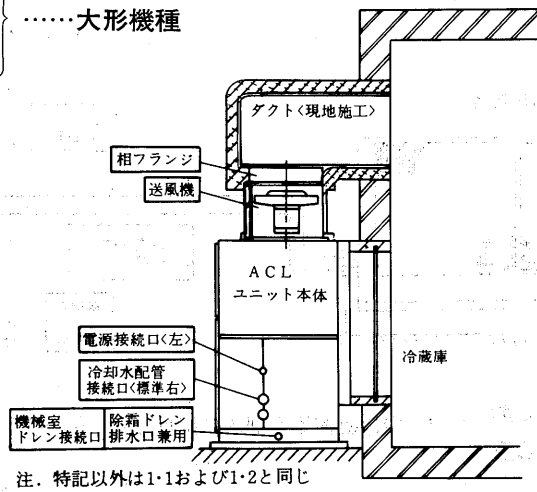 ……大形機種
ダクト<現地施工>
相フランジ
送風機
ACL
ユニット本体
電源接続口<左>
冷却水配管
接続口<標準右>
冷蔵庫
機械室
ドレン接続口
除霜ドレン
排水口兼用
注. 特記以外は1・1および1・2と同じ